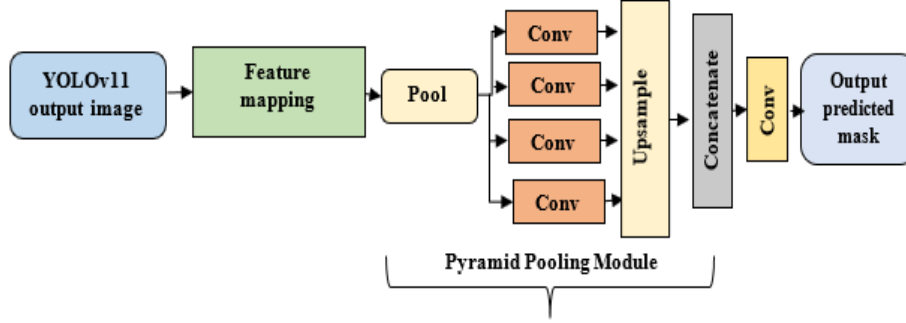 YOLOv11
output image
Feature
mapping
Pool
Conv
Conv
Conv
Conv
Upsample
Concatenate
Conv
Output
predicted
mask
Pyramid Pooling Module